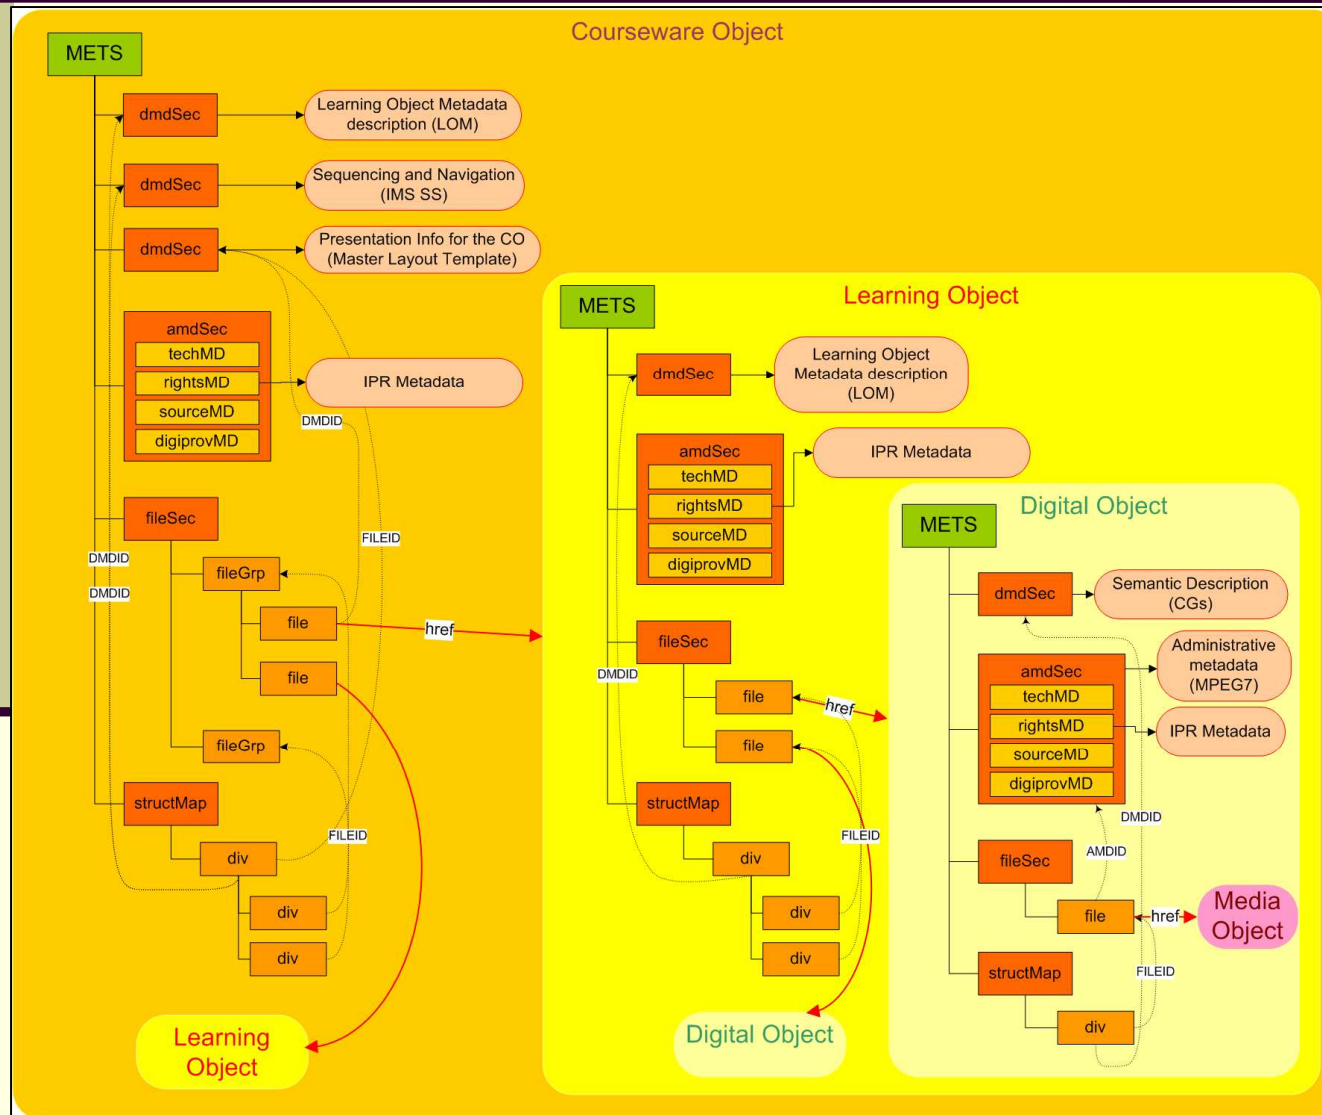 Courseware Object
METS
dmdSec
Learning Object Metadata
description (LOM)
dmdSec
Sequencing and Navigation
(IMS SS)
dmdSec
Presentation Info for the CO
(Master Layout Template)
amdSec
techMD
rightsMD
sourceMD
digiprovMD
IPR Metadata
DMDID
FILEID
fileSec
DMDID
DMDID
fileGrp
file
href
file
fileGrp
structMap
FILEID
div
div
div
Learning
Object
Learning Object
METS
dmdSec
Learning Object
Metadata description
(LOM)
amdSec
techMD
rightsMD
sourceMD
digiprovMD
IPR Metadata
fileSec
DMDID
file
href
file
structMap
FILEID
div
div
div
Digital Object
Digital Object
METS
dmdSec
Semantic Description
(CGs)
amdSec
techMD
rightsMD
sourceMD
digiprovMD
Administrative
metadata
(MPEG7)
IPR Metadata
DMDID
AMDID
fileSec
file
href
Media
Object
FILEID
structMap
div